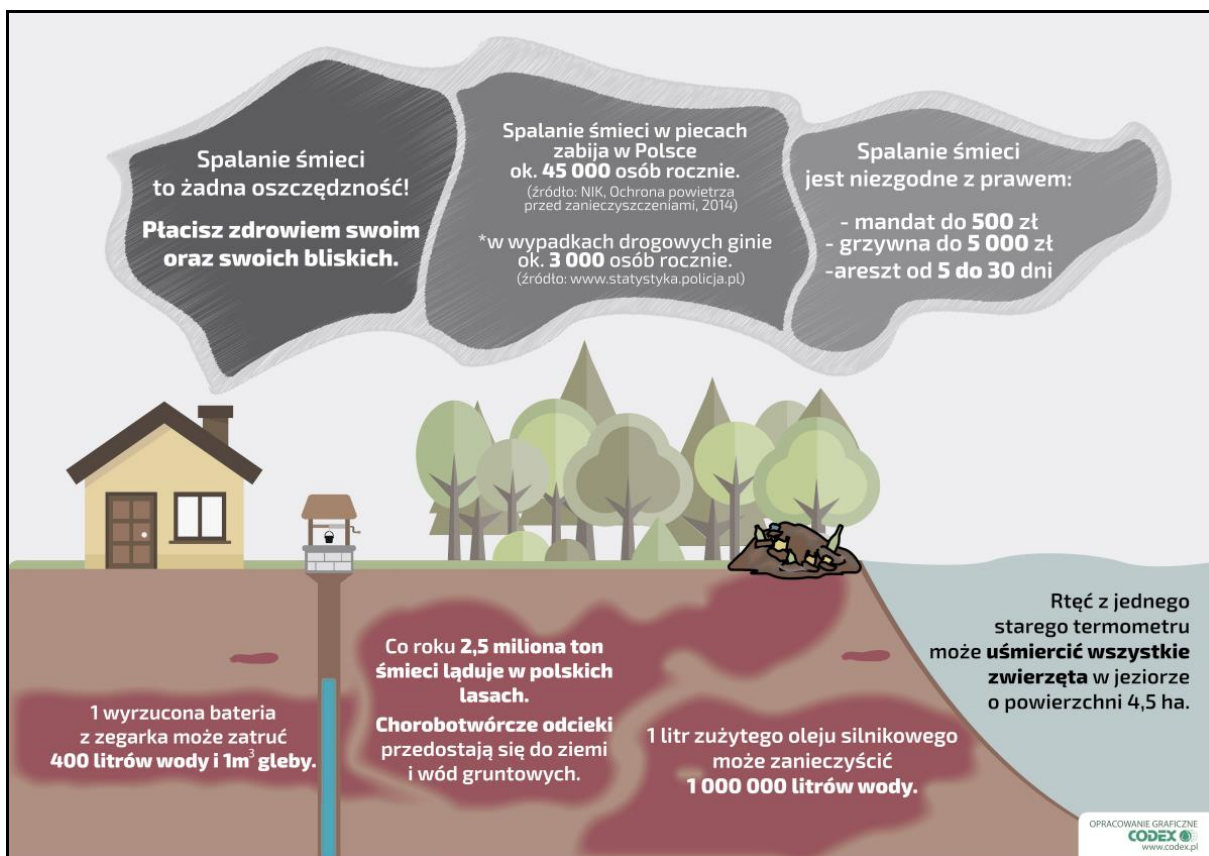 Spalanie śmieci
to żadna oszczędność!
Płacisz zdrowiem swoim
oraz swoich bliskich.
Spalanie śmieci w piecach
zabija w Polsce
ok. 45 000 osób rocznie.
(źródło: NIK, Ochrona powietrza
przed zanieczyszczeniami, 2014)
*w wypadkach drogowych ginie
ok. 3 000 osób rocznie.
(źródło: www.statystyka.policja.pl)
Spalanie śmieci
jest niezgodne z prawem:
- mandat do 500 zł
- grzywna do 5 000 zł
-areszt od 5 do 30 dni
1 wyrzucona bateria
z zegarka może zatruć
400 litrów wody i 1m³ gleby.
Co roku 2,5 miliona ton
śmieci ląduje w polskich
lasach.
Chorobotwórcze odcieki
przedostają się do ziemi
i wód gruntowych.
1 litr zużytego oleju silnikowego
może zanieczyścić
1 000 000 litrów wody.
Rtęć z jednego
starego termometru
może uśmiercić wszystkie
zwierzęta w jeziorze
o powierzchni 4,5 ha.
OPRACOWANIE GRAFICZNE
CODEX
www.codex.pl